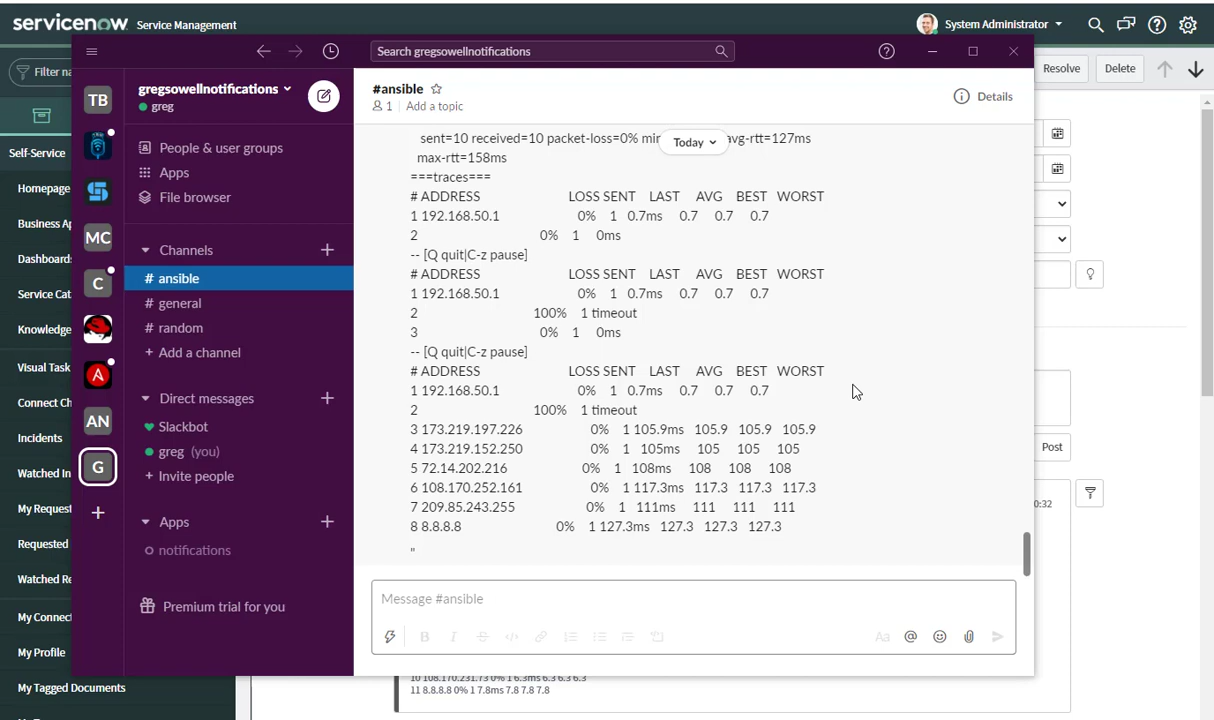 servicenow Service Management
System Administrator
Filter na
Resolve
Delete
Self-Service
Homepage
Business Ap
Dashboards
Service Cat
Knowledge
Visual Task
Connect Ch
Incidents
Watched In
My Request
Requested
Watched Re
My Connect
My Profile
My Tagged Documents
Search gregsowellnotifications
TB
MC
C
A
AN
G
gregsowellnotifications
greg
People & user groups
Apps
File browser
Channels
# ansible
# general
# random
+ Add a channel
Direct messages
Slackbot
greg (you)
+ Invite people
Apps
notifications
Premium trial for you
#ansible
1 Add a topic
Details
Today
sent=10 received=10 packet-loss=0% avg-rtt=127ms
max-rtt=158ms
===traces===
# ADDRESS LOSS SENT LAST AVG BEST WORST
1 192.168.50.1 0% 1 0.7ms 0.7 0.7 0.7
2 0% 1 0ms
-- [Q quit|C-z pause]
# ADDRESS LOSS SENT LAST AVG BEST WORST
1 192.168.50.1 0% 1 0.7ms 0.7 0.7 0.7
2 100% 1 timeout
3 0% 1 0ms
-- [Q quit|C-z pause]
# ADDRESS LOSS SENT LAST AVG BEST WORST
1 192.168.50.1 0% 1 0.7ms 0.7 0.7 0.7
2 100% 1 timeout
3 173.219.197.226 0% 1 105.9ms 105.9 105.9 105.9
4 173.219.152.250 0% 1 105ms 105 105 105
5 72.14.202.216 0% 1 108ms 108 108 108
6 108.170.252.161 0% 1 117.3ms 117.3 117.3 117.3
7 209.85.243.255 0% 1 111ms 111 111 111
8 8.8.8.8 0% 1 127.3ms 127.3 127.3 127.3
"
Message #ansible
B I S </> Aa @
Post
0:32
10 108.170.231.73 0% 1 6.3ms 6.3 6.3 6.3
11 8.8.8.8 0% 1 7.8ms 7.8 7.8 7.8